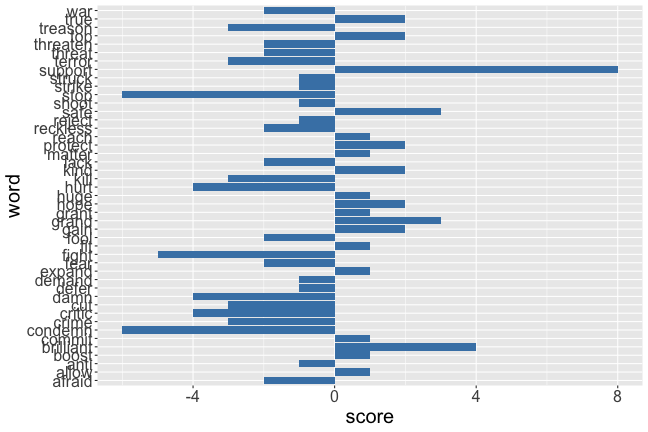 war
true
treason
top
threaten
threat
terror
support
struck
strike
stop
shoot
safe
reject
reckless
reach
protect
matter
lack
kind
kill
hurt
huge
hope
grant
grand
gain
fool
fit
fight
fear
expand
demand
defer
damn
cut
critic
crime
condemn
commit
brilliant
boost
anti
allow
afraid
word
-4 0 4 8
score